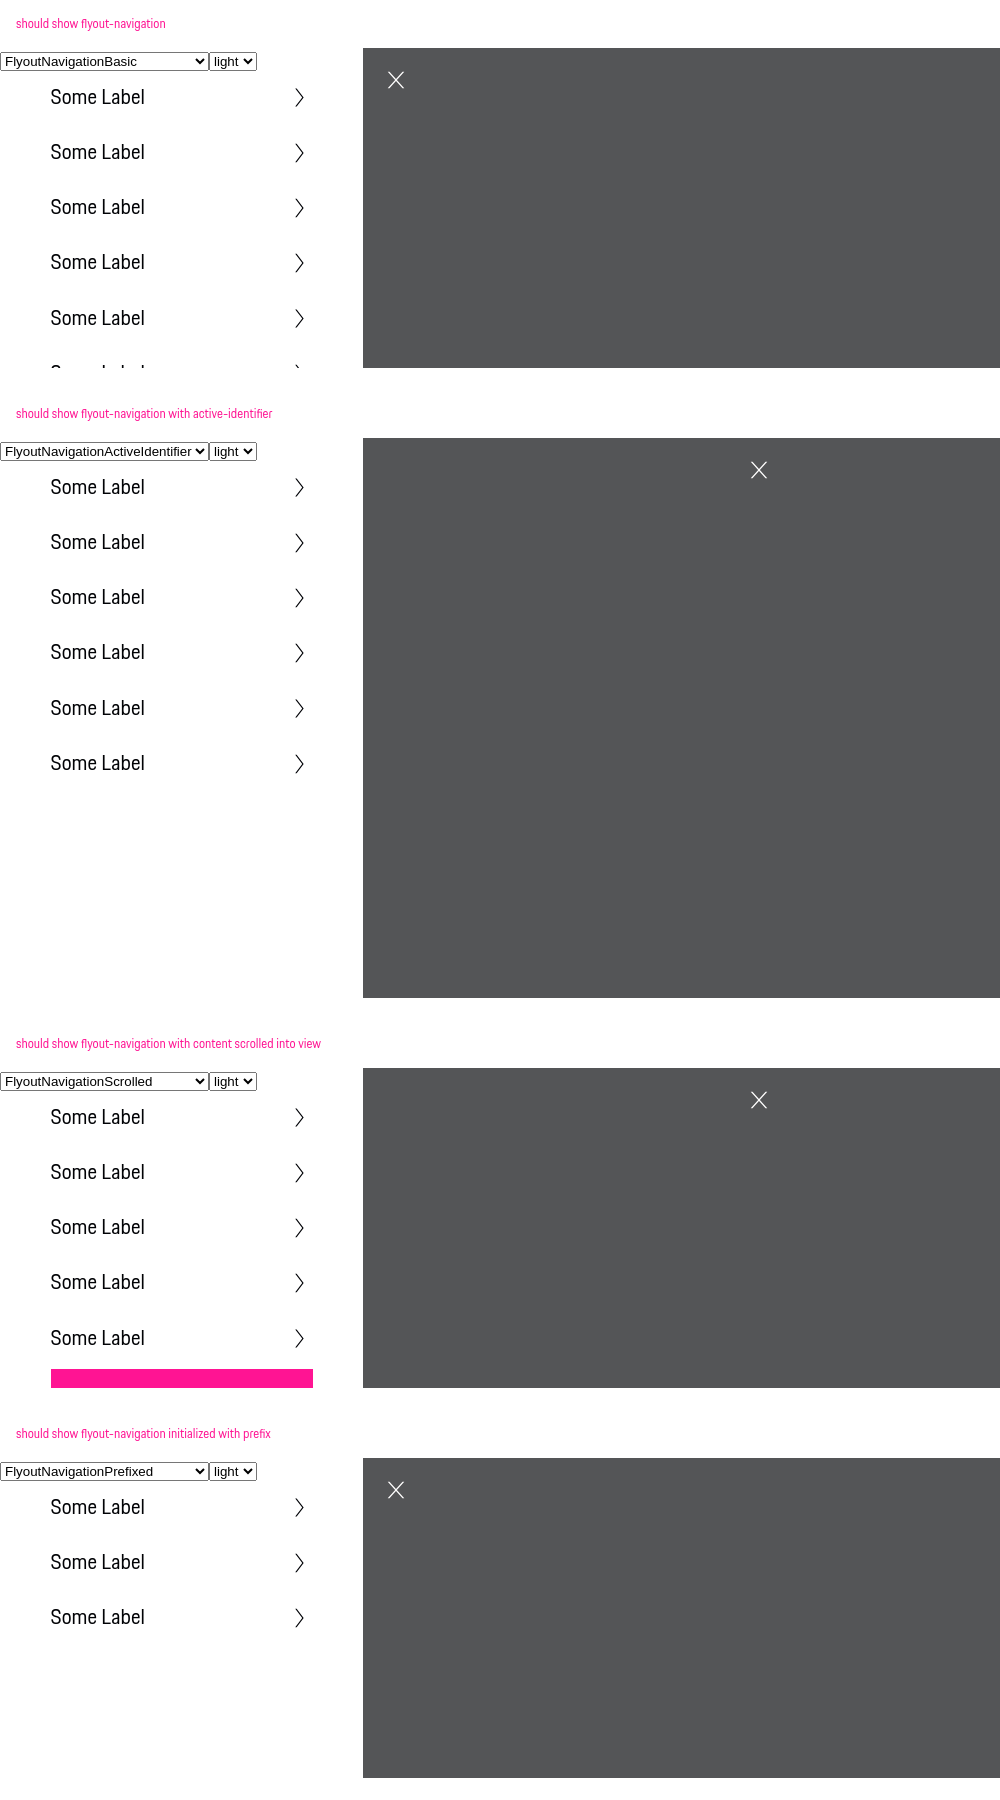 should show flyout-navigation
FlyoutNavigationBasic light
Some Label
Some Label
Some Label
Some Label
Some Label
should show flyout-navigation with active-identifier
FlyoutNavigationActiveIdentifier light
Some Label
Some Label
Some Label
Some Label
Some Label
Some Label
should show flyout-navigation with content scrolled into view
FlyoutNavigationScrolled light
Some Label
Some Label
Some Label
Some Label
Some Label
should show flyout-navigation initialized with prefix
FlyoutNavigationPrefixed light
Some Label
Some Label
Some Label